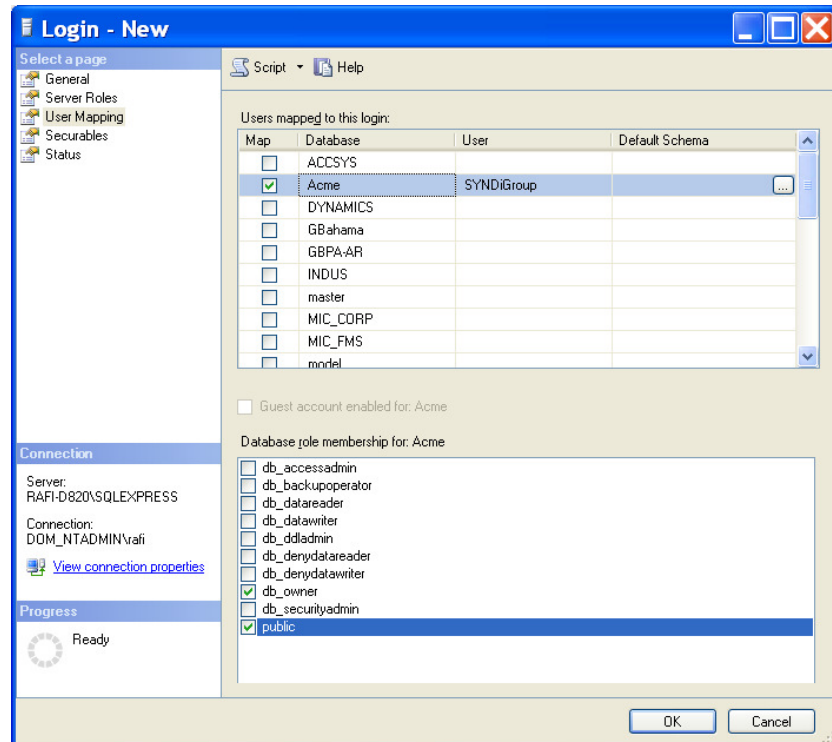 Login - New
Select a page
General
Server Roles
User Mapping
Securables
Status
Script Help
Users mapped to this login:
Map Database User Default Schema
ACCSYS
Acme SYNDiGroup ...
DYNAMICS
GBahama
GBPA-AR
INDUS
master
MIC_CORP
MIC_FMS
model
Guest account enabled for: Acme
Database role membership for: Acme
db_accessadmin
db_backupoperator
db_datareader
db_datawriter
db_ddladmin
db_denydatareader
db_denydatawriter
db_owner
db_securityadmin
public
Connection
Server:
RAFI-D820\SQLEXPRESS
Connection:
DOM_NTADMIN\rafi
View connection properties
Progress
Ready
OK Cancel